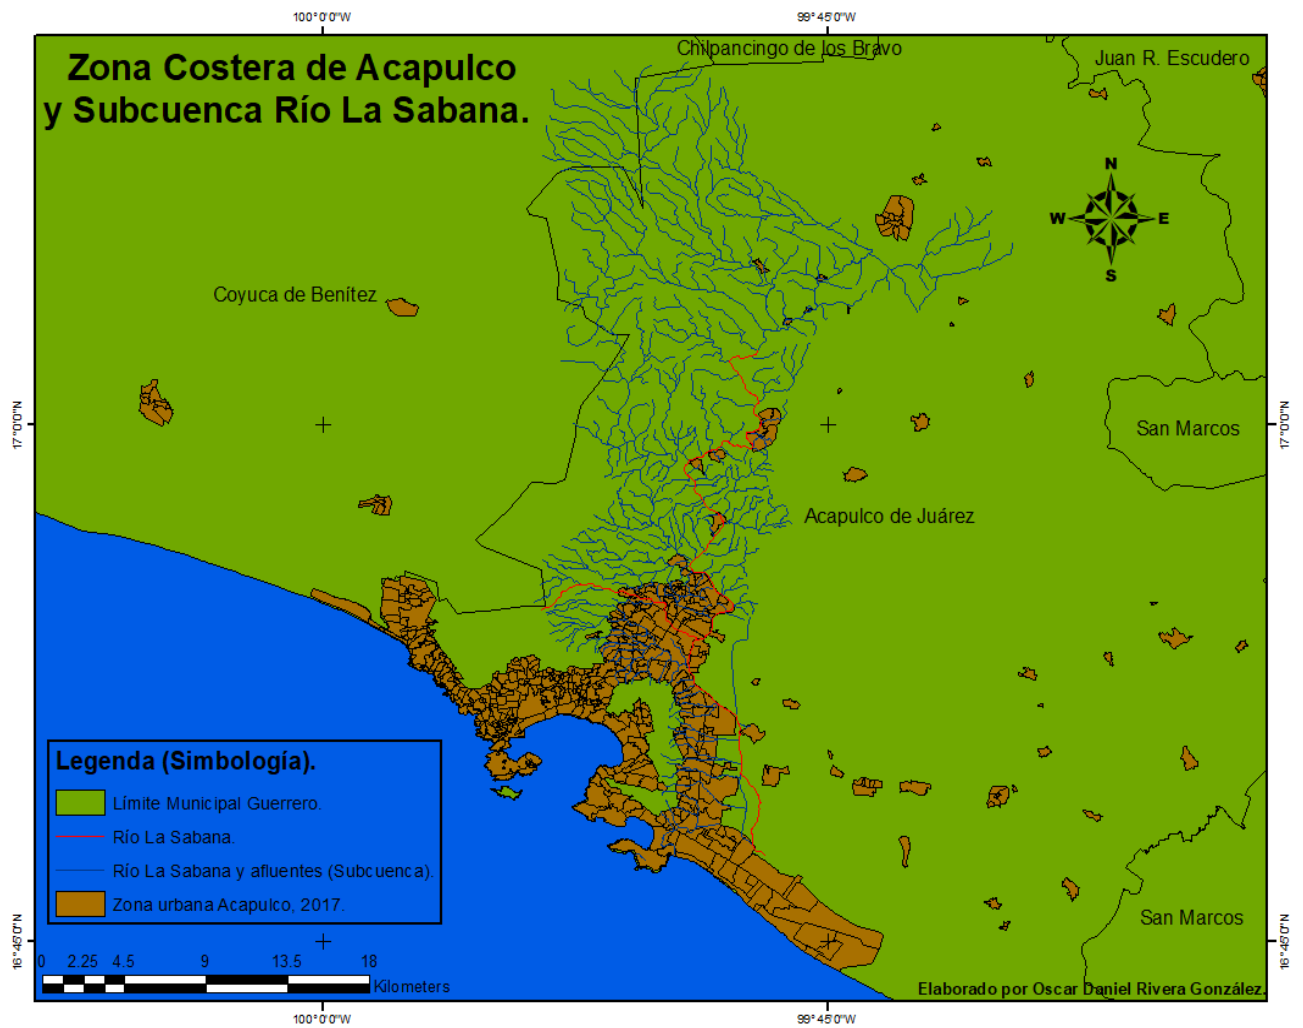 100°0'0"W
99°45'0"W
Zona Costera de Acapulco
y Subcuenca Río La Sabana.
Chilpancingo de los Bravo
Juan R. Escudero
N
W
E
S
Coyuca de Benítez
17°0'0"N
17°0'0"N
San Marcos
Acapulco de Juárez
Legenda (Simbología).
Límite Municipal Guerrero.
Río La Sabana.
Río La Sabana y afluentes (Subcuenca).
Zona urbana Acapulco, 2017.
San Marcos
16°45'0"N
16°45'0"N
0 2.25 4.5 9 13.5 18
Kilometers
Elaborado por Oscar Daniel Rivera González.
100°0'0"W
99°45'0"W